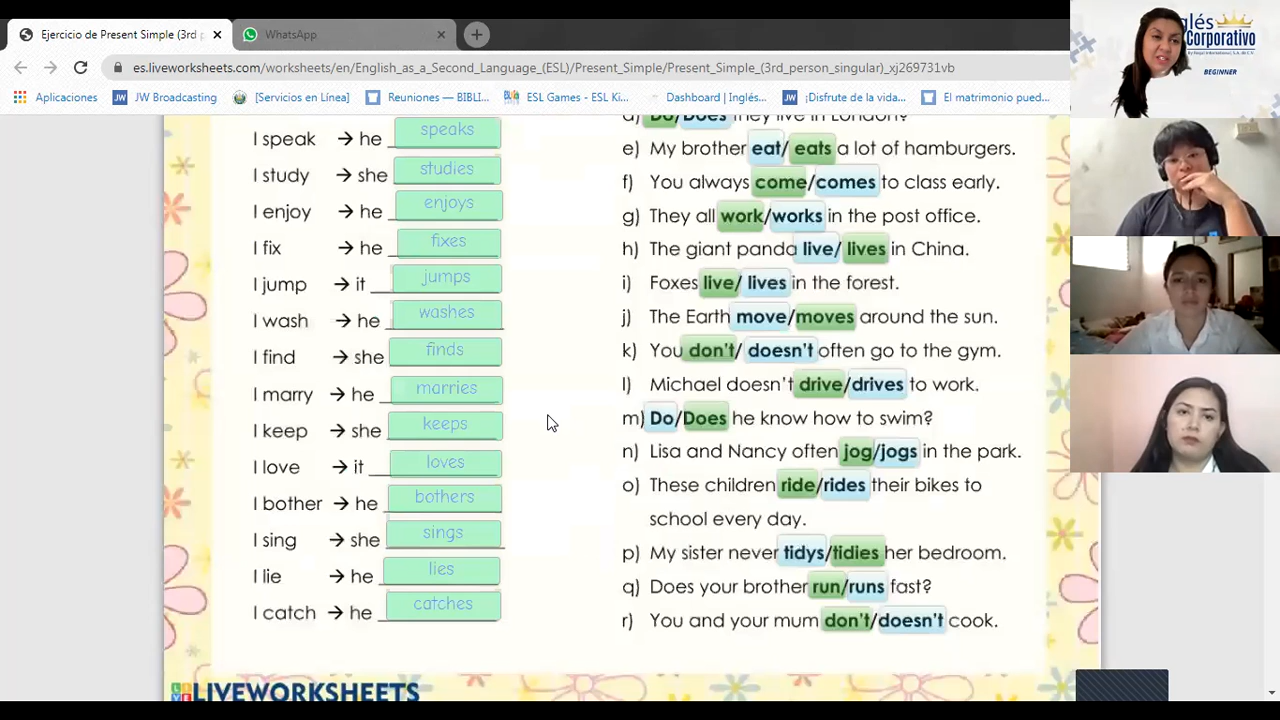 Ejercicio de Present Simple (3rd p
WhatsApp
es.liveworksheets.com/worksheets/en/English_as_a_Second_Language_(ESL)/Present_Simple/Present_Simple_(3rd_person_singular)_xj269731vb
Aplicaciones JW Broadcasting [Servicios en Línea] Reuniones — BIBLI... ESL Games - ESL Ki... Dashboard | Inglés... ¡Disfrute de la vida... El matrimonio pued...
glés
Corporativo
BEGINNER
I speak → he speaks
I study → she studies
I enjoy → he enjoys
I fix → he fixes
I jump → it jumps
I wash → he washes
I find → she finds
I marry → he marries
I keep → she keeps
I love → it loves
I bother → he bothers
I sing → she sings
I lie → he lies
I catch → he catches
d) Do/Does they live in London?
e) My brother eat/ eats a lot of hamburgers.
f) You always come/comes to class early.
g) They all work/works in the post office.
h) The giant panda live/ lives in China.
i) Foxes live/ lives in the forest.
j) The Earth move/moves around the sun.
k) You don't/ doesn't often go to the gym.
l) Michael doesn't drive/drives to work.
m) Do/Does he know how to swim?
n) Lisa and Nancy often jog/jogs in the park.
o) These children ride/rides their bikes to
school every day.
p) My sister never tidys/tidies her bedroom.
q) Does your brother run/runs fast?
r) You and your mum don't/doesn't cook.
LIVEWORKSHEETS